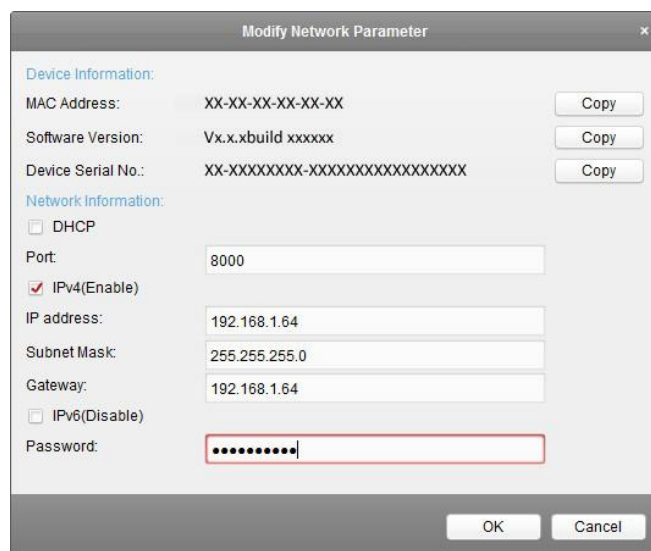 Modify Network Parameter ×
Device Information:
MAC Address: XX-XX-XX-XX-XX-XX Copy
Software Version: Vx.x.xbuild xxxxxx Copy
Device Serial No.: XX-XXXXXXXX-XXXXXXXXXXXXXXXXX Copy
Network Information:
DHCP
Port: 8000
IPv4(Enable)
IP address: 192.168.1.64
Subnet Mask: 255.255.255.0
Gateway: 192.168.1.64
IPv6(Disable)
Password: ●●●●●●●●●●
OK Cancel